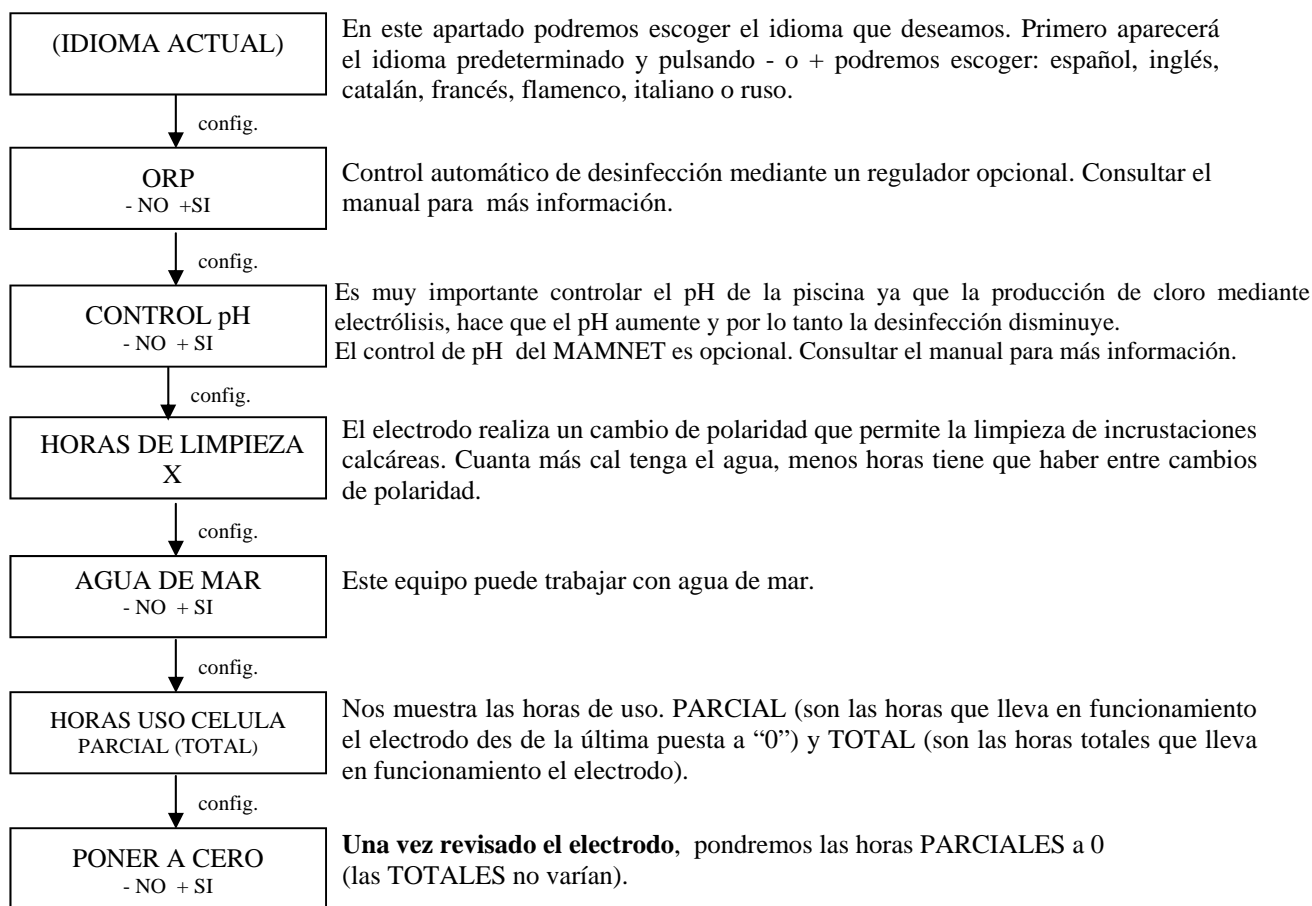 (IDIOMA ACTUAL)
En este apartado podremos escoger el idioma que deseamos. Primero aparecerá
el idioma predeterminado y pulsando - o + podremos escoger: español, inglés,
catalán, francés, flamenco, italiano o ruso.
config.
ORP
- NO +SI
Control automático de desinfección mediante un regulador opcional. Consultar el
manual para más información.
config.
CONTROL pH
- NO + SI
Es muy importante controlar el pH de la piscina ya que la producción de cloro mediante
electrólisis, hace que el pH aumente y por lo tanto la desinfección disminuye.
El control de pH del MAMNET es opcional. Consultar el manual para más información.
config.
HORAS DE LIMPIEZA
X
El electrodo realiza un cambio de polaridad que permite la limpieza de incrustaciones
calcáreas. Cuanta más cal tenga el agua, menos horas tiene que haber entre cambios
de polaridad.
config.
AGUA DE MAR
- NO + SI
Este equipo puede trabajar con agua de mar.
config.
HORAS USO CELULA
PARCIAL (TOTAL)
Nos muestra las horas de uso. PARCIAL (son las horas que lleva en funcionamiento
el electrodo des de la última puesta a “0”) y TOTAL (son las horas totales que lleva
en funcionamiento el electrodo).
config.
PONER A CERO
- NO + SI
Una vez revisado el electrodo, pondremos las horas PARCIALES a 0
(las TOTALES no varían).